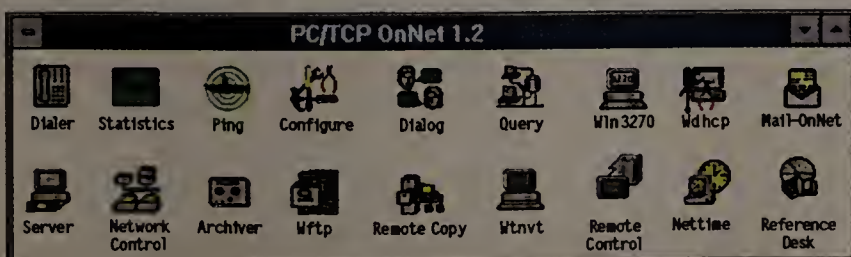 PC/TCP OnNet 1.2
Dialer Statistics Ping Configure Dialog Query Win3270 Wdhcp Mail-OnNet
Server Network Control Archiver Wftp Remote Copy Wtnvt Remote Control Nettime Reference Desk